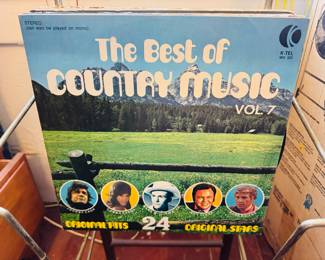 STEREO
(can also be played on mono)
K-TEL
The Best of
COUNTRY MUSIC
VOL 7
ORIGINAL HITS 24 ORIGINAL STARS